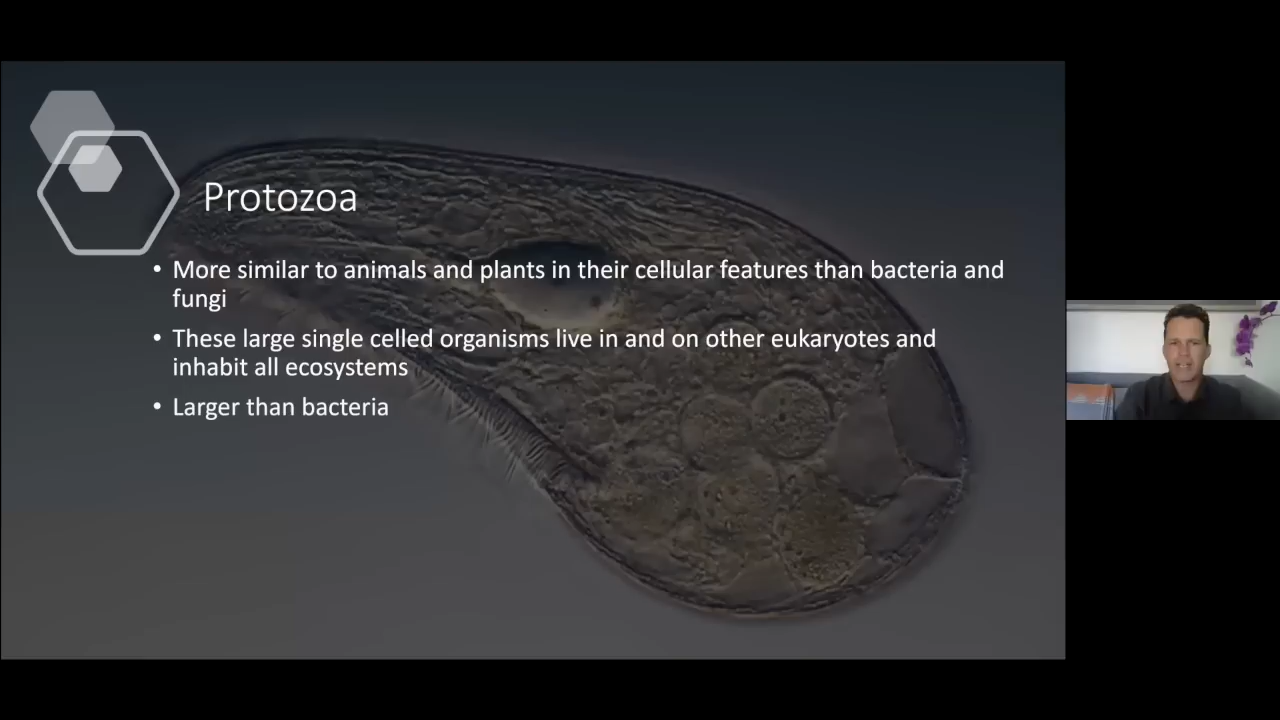 Protozoa
• More similar to animals and plants in their cellular features than bacteria and
fungi
• These large single celled organisms live in and on other eukaryotes and
inhabit all ecosystems
• Larger than bacteria